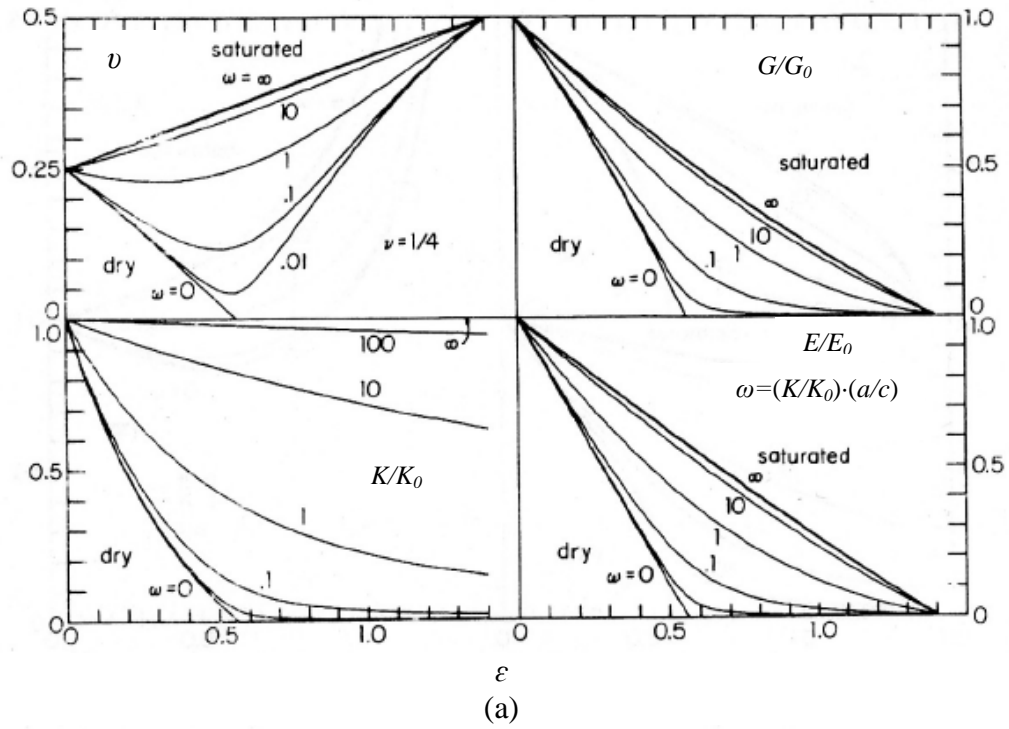 0.5
υ
saturated
ω = ∞
10
0.25
1
.1
ν = 1/4
.01
dry
ω = 0
0
1.0
G/G0
saturated
∞
0.5
10
1
dry
.1
ω = 0
0
1.0
100
∞
10
0.5
K/K0
1
dry
.1
ω = 0
0
0
0.5
1.0
1.0
E/E0
ω=(K/K0)·(a/c)
saturated
∞
0.5
10
1
dry
.1
ω = 0
0
0
0.5
1.0
ε
(a)